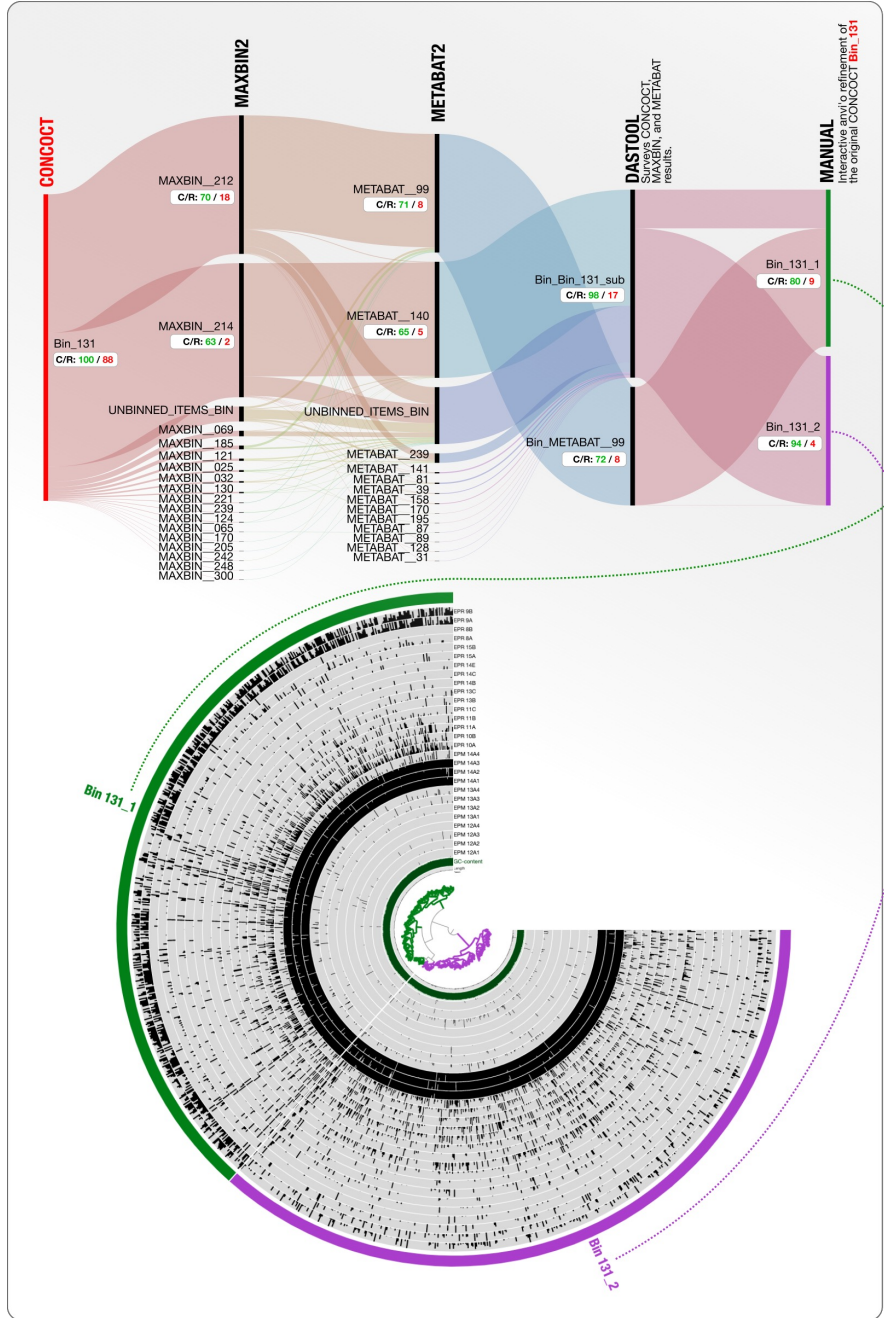 CONCOCT
Bin_131
C/R: 100 / 88
MAXBIN2
MAXBIN__212
C/R: 70 / 18
MAXBIN__214
C/R: 63 / 2
UNBINNED_ITEMS_BIN
MAXBIN__069
MAXBIN__185
MAXBIN__121
MAXBIN__025
MAXBIN__032
MAXBIN__130
MAXBIN__221
MAXBIN__239
MAXBIN__124
MAXBIN__065
MAXBIN__170
MAXBIN__205
MAXBIN__242
MAXBIN__248
MAXBIN__300
METABAT2
METABAT__99
C/R: 71 / 8
METABAT__140
C/R: 65 / 5
UNBINNED_ITEMS_BIN
METABAT__239
METABAT__141
METABAT__81
METABAT__39
METABAT__158
METABAT__170
METABAT__195
METABAT__87
METABAT__89
METABAT__128
METABAT__31
DASTOOL
Surveys CONCOCT,
MAXBIN, and METABAT
results.
Bin_Bin_131_sub
C/R: 98 / 17
Bin_METABAT__99
C/R: 72 / 8
MANUAL
Interactive anvi'o refinement of
the original CONCOCT Bin_131
Bin_131_1
C/R: 80 / 9
Bin_131_2
C/R: 94 / 4
EPR 9B
EPR 9A
EPR 8B
EPR 8A
EPR 15B
EPR 15A
EPR 14E
EPR 14C
EPR 14B
EPR 13C
EPR 13B
EPR 11C
EPR 11B
EPR 11A
EPR 10B
EPR 10A
EPM 14A4
EPM 14A3
EPM 14A2
EPM 14A1
EPM 13A4
EPM 13A3
EPM 13A2
EPM 13A1
EPM 12A4
EPM 12A3
EPM 12A2
EPM 12A1
GC-content
Length
Bin 131_1
Bin 131_2